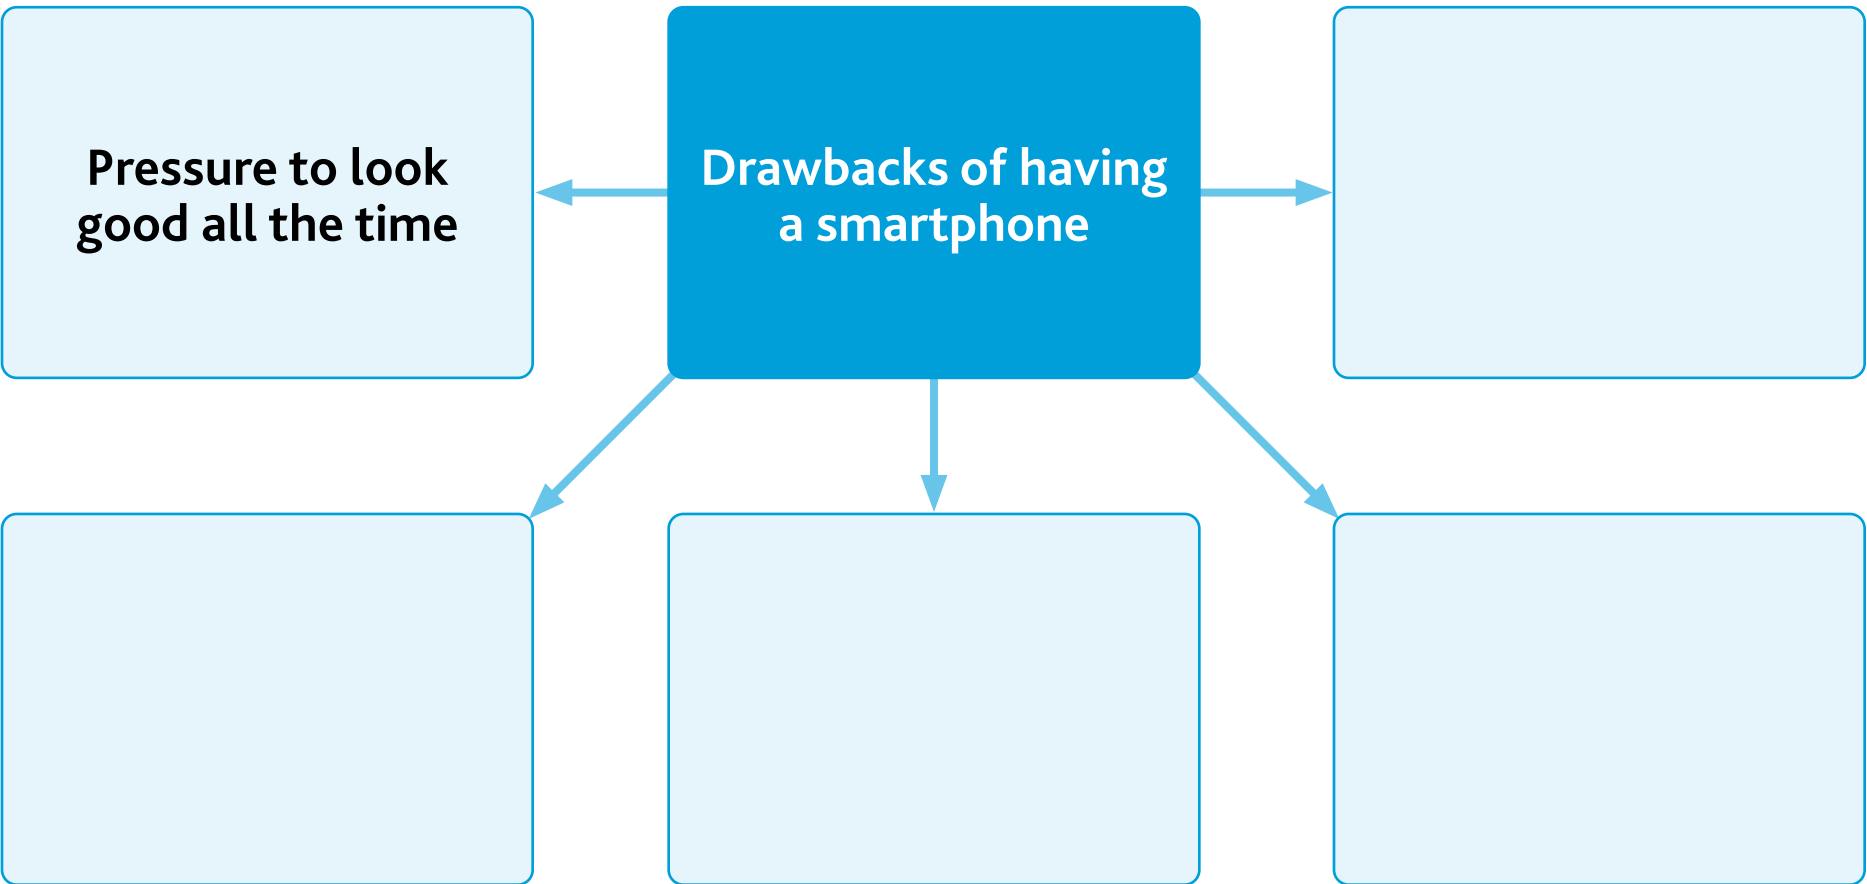 Pressure to look
good all the time
Drawbacks of having
a smartphone